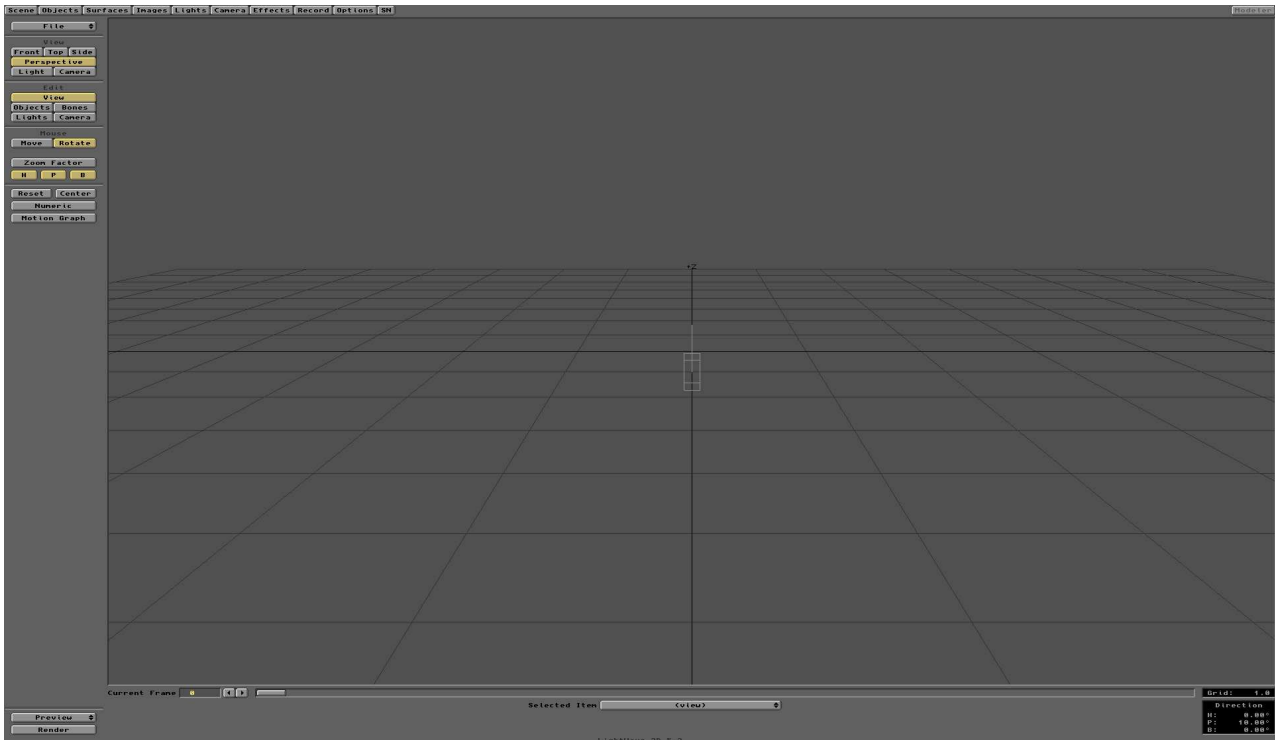 Scene Objects Surfaces Images Lights Camera Effects Record Options SN Modeler
File
View
Front Top Side
Perspective
Light Camera
Edit
View
Objects Bones
Lights Camera
Mouse
Move Rotate
Zoom Factor
H P B
Reset Center
Numeric
Motion Graph
+Z
Current Frame 0
Grid: 1.0
Selected Item (view)
Direction
H: 0.00°
P: 10.00°
B: 0.00°
Preview
Render